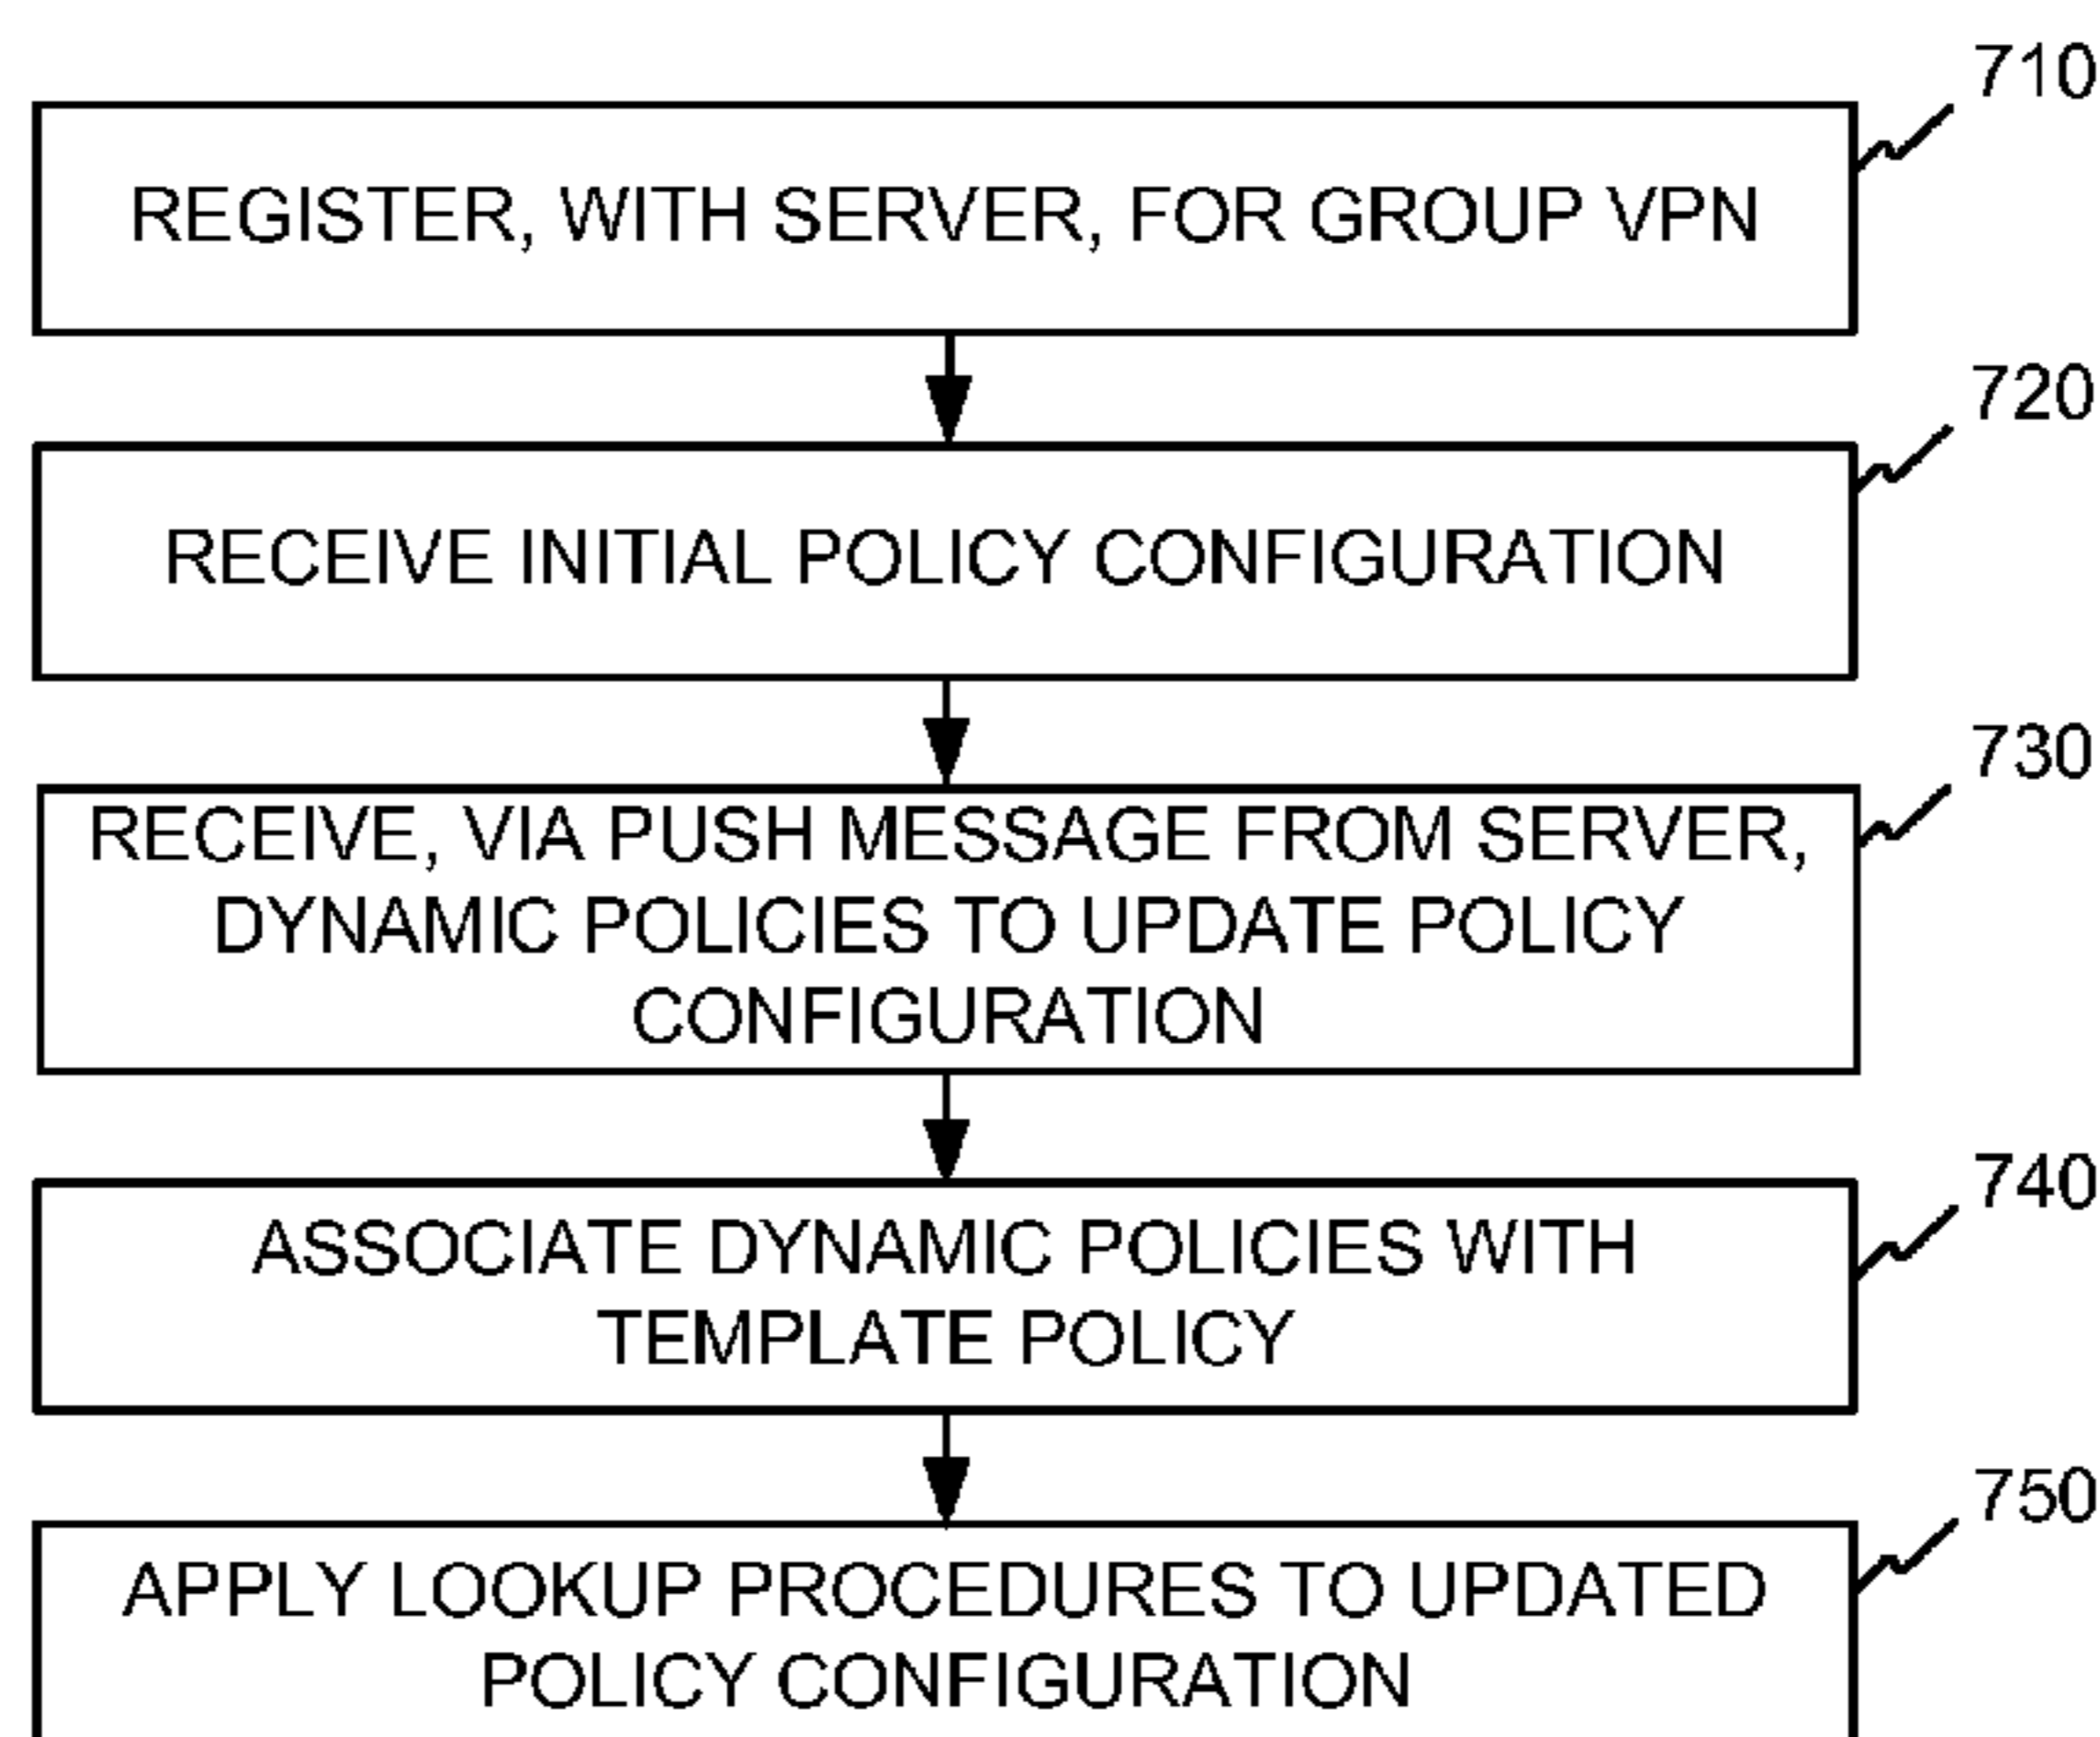 710
REGISTER, WITH SERVER, FOR GROUP VPN
720
RECEIVE INITIAL POLICY CONFIGURATION
730
RECEIVE, VIA PUSH MESSAGE FROM SERVER,
DYNAMIC POLICIES TO UPDATE POLICY
CONFIGURATION
740
ASSOCIATE DYNAMIC POLICIES WITH
TEMPLATE POLICY
750
APPLY LOOKUP PROCEDURES TO UPDATED
POLICY CONFIGURATION